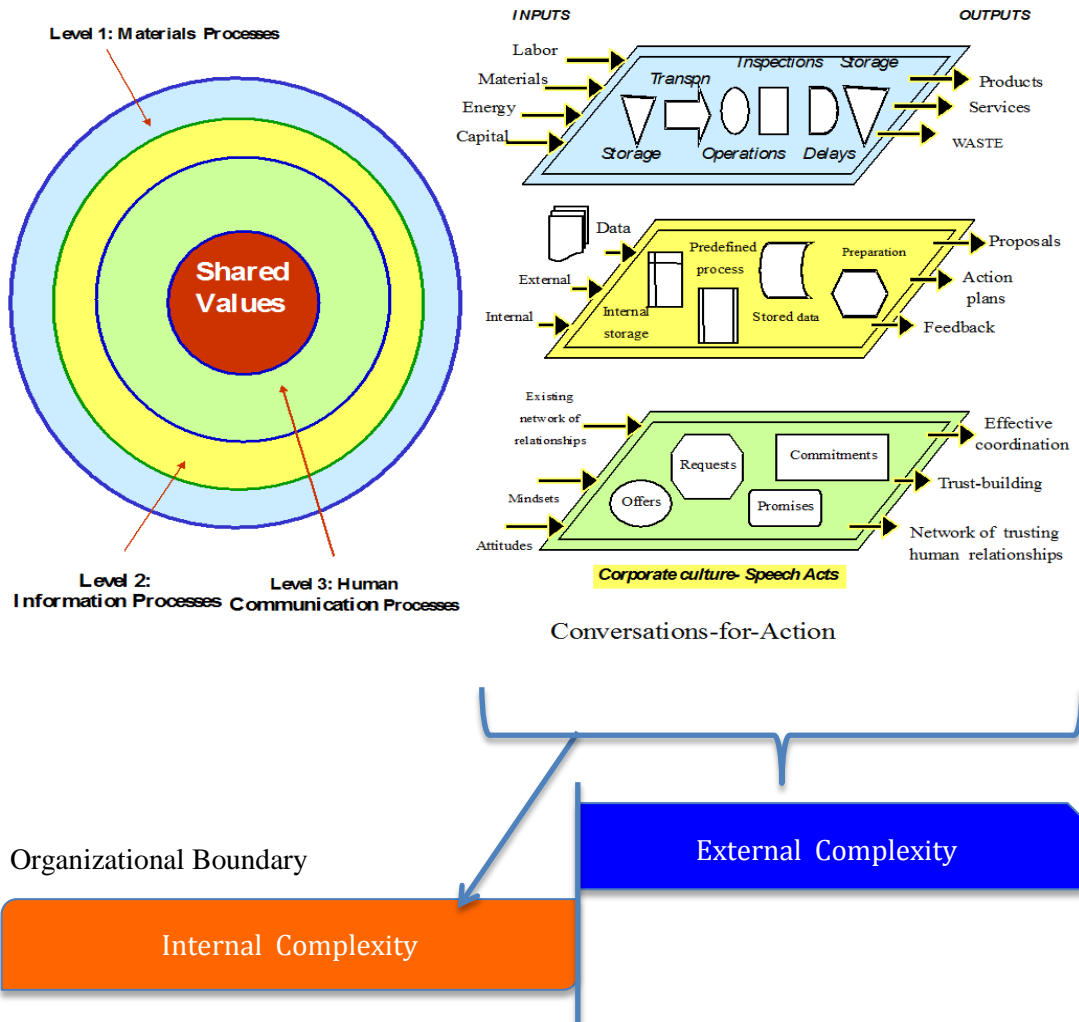 Level 1: Materials Processes
Shared
Values
Level 2:
Information Processes
Level 3: Human
Communication Processes
INPUTS
OUTPUTS
Labor
Materials
Energy
Capital
Transpn
Inspections
Storage
Storage
Operations
Delays
Products
Services
WASTE
Data
External
Internal
Predefined
process
Internal
storage
Stored data
Preparation
Proposals
Action
plans
Feedback
Existing
network of
relationships
Mindsets
Attitudes
Requests
Commitments
Offers
Promises
Effective
coordination
Trust-building
Network of trusting
human relationships
Corporate culture- Speech Acts
Conversations-for-Action
External Complexity
Organizational Boundary
Internal Complexity